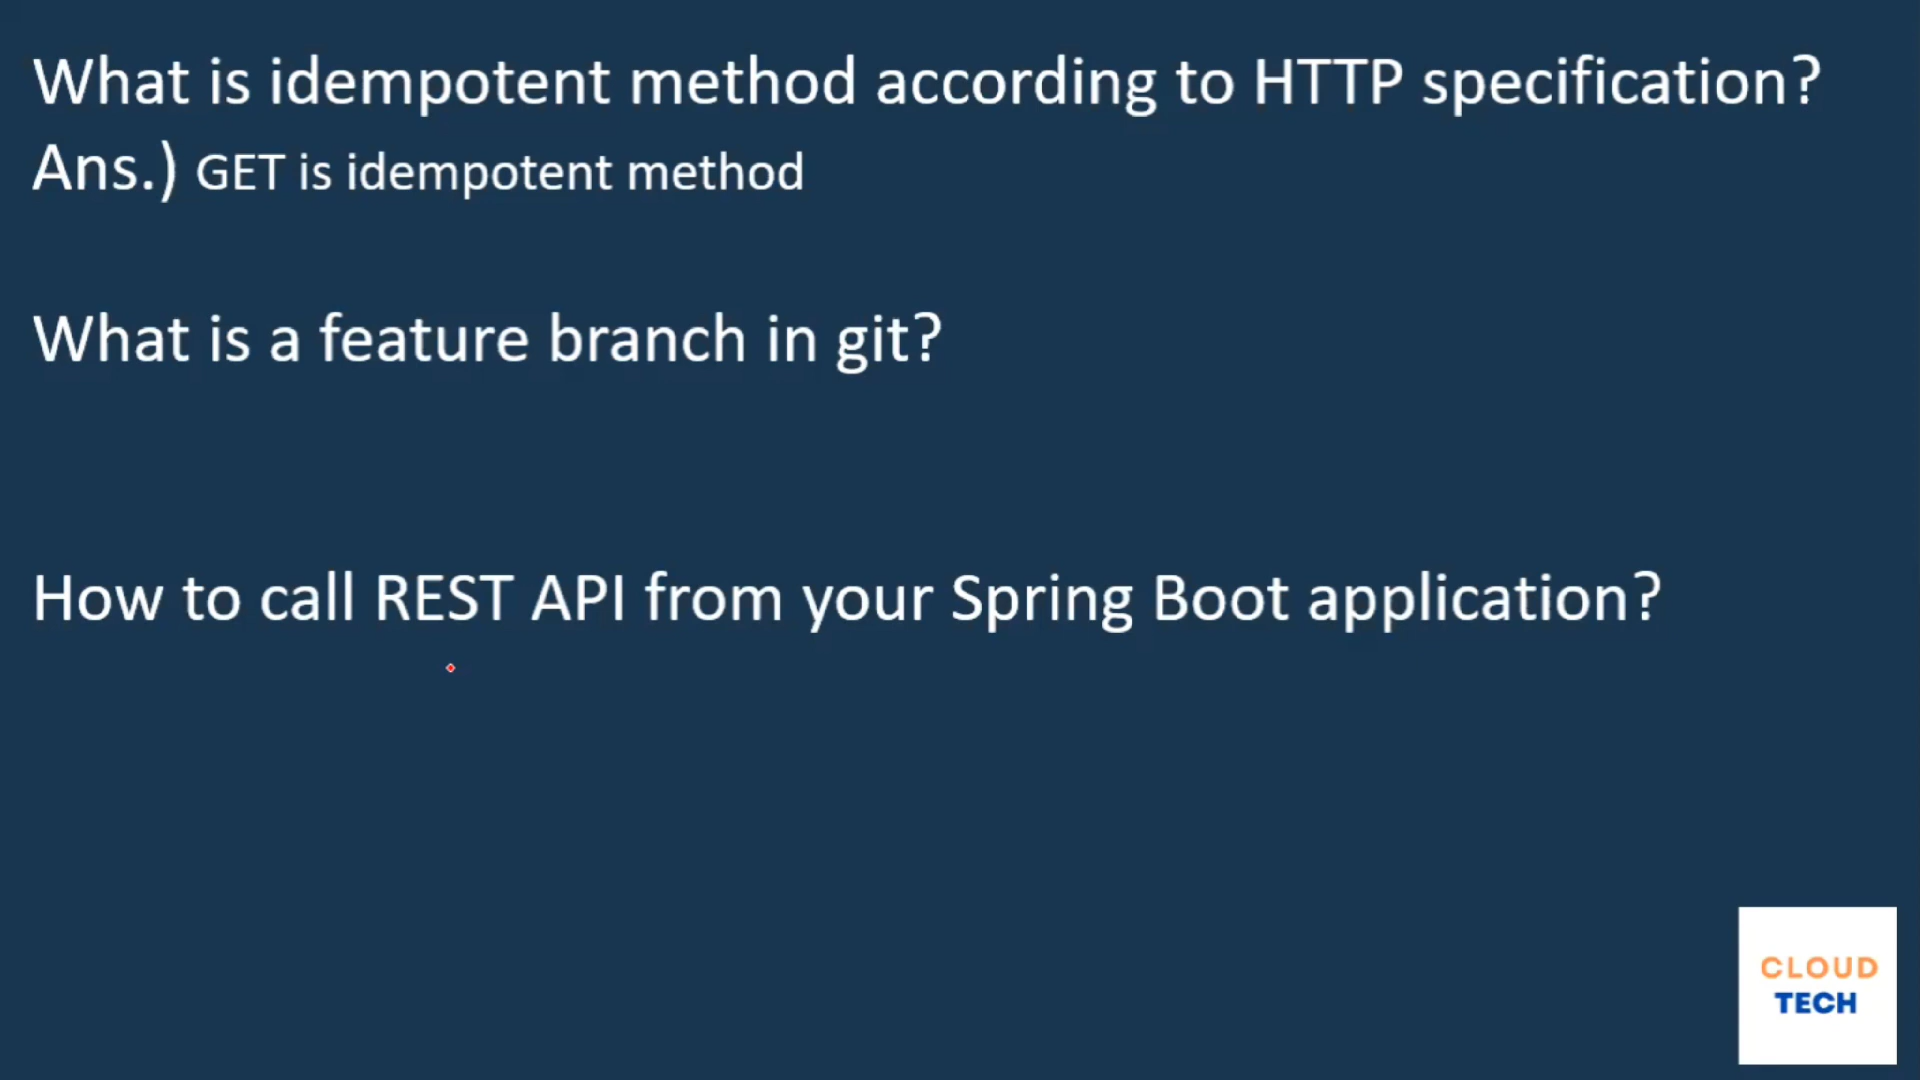 What is idempotent method according to HTTP specification?
Ans.) GET is idempotent method
What is a feature branch in git?
How to call REST API from your Spring Boot application?
CLOUD
TECH